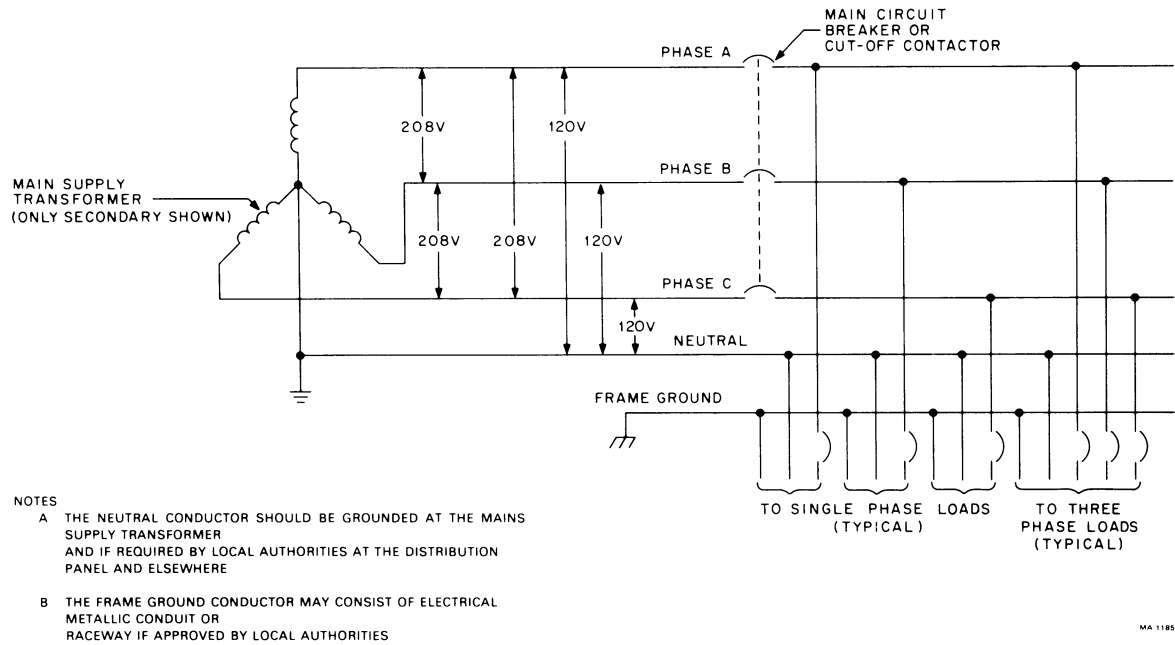 MAIN CIRCUIT
BREAKER OR
CUT-OFF CONTACTOR
PHASE A
208V
120V
PHASE B
MAIN SUPPLY
TRANSFORMER
(ONLY SECONDARY SHOWN)
208V
208V
120V
PHASE C
120V
NEUTRAL
FRAME GROUND
TO SINGLE PHASE LOADS
(TYPICAL)
TO THREE
PHASE LOADS
(TYPICAL)
NOTES
A THE NEUTRAL CONDUCTOR SHOULD BE GROUNDED AT THE MAINS
SUPPLY TRANSFORMER
AND IF REQUIRED BY LOCAL AUTHORITIES AT THE DISTRIBUTION
PANEL AND ELSEWHERE
B THE FRAME GROUND CONDUCTOR MAY CONSIST OF ELECTRICAL
METALLIC CONDUIT OR
RACEWAY IF APPROVED BY LOCAL AUTHORITIES
MA 1185